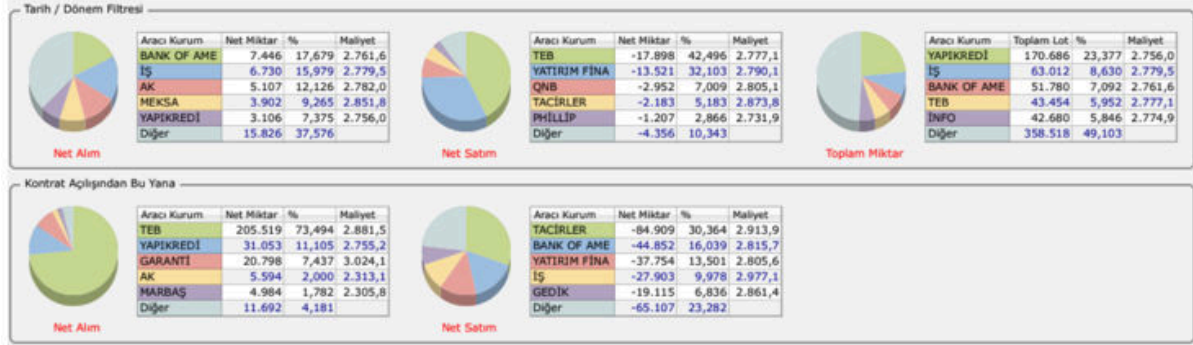 Tarih / Dönem Filtresi
Aracı Kurum Net Miktar % Maliyet
BANK OF AME 7.446 17,679 2.761,6
İŞ 6.730 15,979 2.779,5
AK 5.107 12,126 2.782,0
MEKSA 3.902 9,265 2.851,8
YAPIKREDİ 3.106 7,375 2.756,0
Diğer 15.826 37,576
Net Alım
Aracı Kurum Net Miktar % Maliyet
TEB -17.898 42,496 2.777,1
YATIRIM FİNA -13.521 32,103 2.790,1
QNB -2.952 7,009 2.805,1
TACİRLER -2.183 5,183 2.873,8
PHİLLİP -1.207 2,866 2.731,9
Diğer -4.356 10,343
Net Satım
Aracı Kurum Toplam Lot % Maliyet
YAPIKREDİ 170.686 23,377 2.756,0
İŞ 63.012 8,630 2.779,5
BANK OF AME 51.780 7,092 2.761,6
TEB 43.454 5,952 2.777,1
İNFO 42.680 5,846 2.774,9
Diğer 358.518 49,103
Toplam Miktar
Kontrat Açılışından Bu Yana
Aracı Kurum Net Miktar % Maliyet
TEB 205.519 73,494 2.881,5
YAPIKREDİ 31.053 11,105 2.755,2
GARANTİ 20.798 7,437 3.024,1
AK 5.594 2,000 2.313,1
MARBAŞ 4.984 1,782 2.305,8
Diğer 11.692 4,181
Net Alım
Aracı Kurum Net Miktar % Maliyet
TACİRLER -84.909 30,364 2.913,9
BANK OF AME -44.852 16,039 2.815,7
YATIRIM FİNA -37.754 13,501 2.805,6
İŞ -27.903 9,978 2.977,1
GEDİK -19.115 6,836 2.861,4
Diğer -65.107 23,282
Net Satım